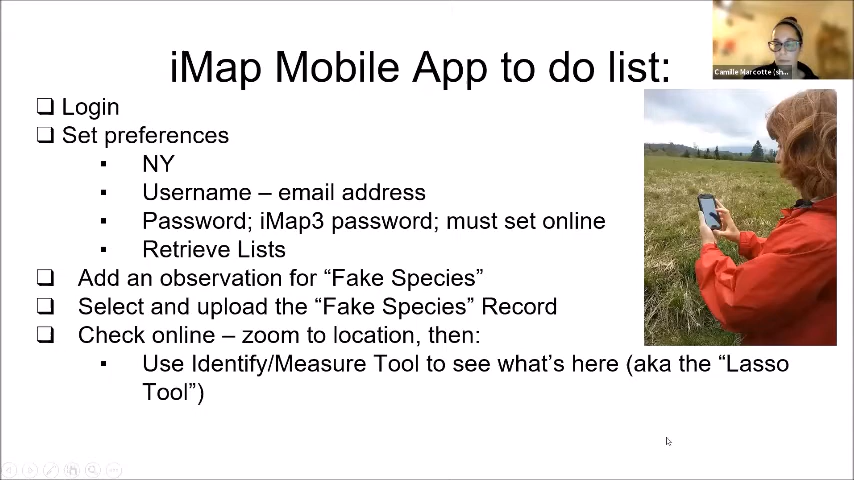 iMap Mobile App to do list:
Camille Marcotte (sh...
❑ Login
❑ Set preferences
▪ NY
▪ Username – email address
▪ Password; iMap3 password; must set online
▪ Retrieve Lists
❑ Add an observation for “Fake Species”
❑ Select and upload the “Fake Species” Record
❑ Check online – zoom to location, then:
▪ Use Identify/Measure Tool to see what’s here (aka the “Lasso
Tool”)